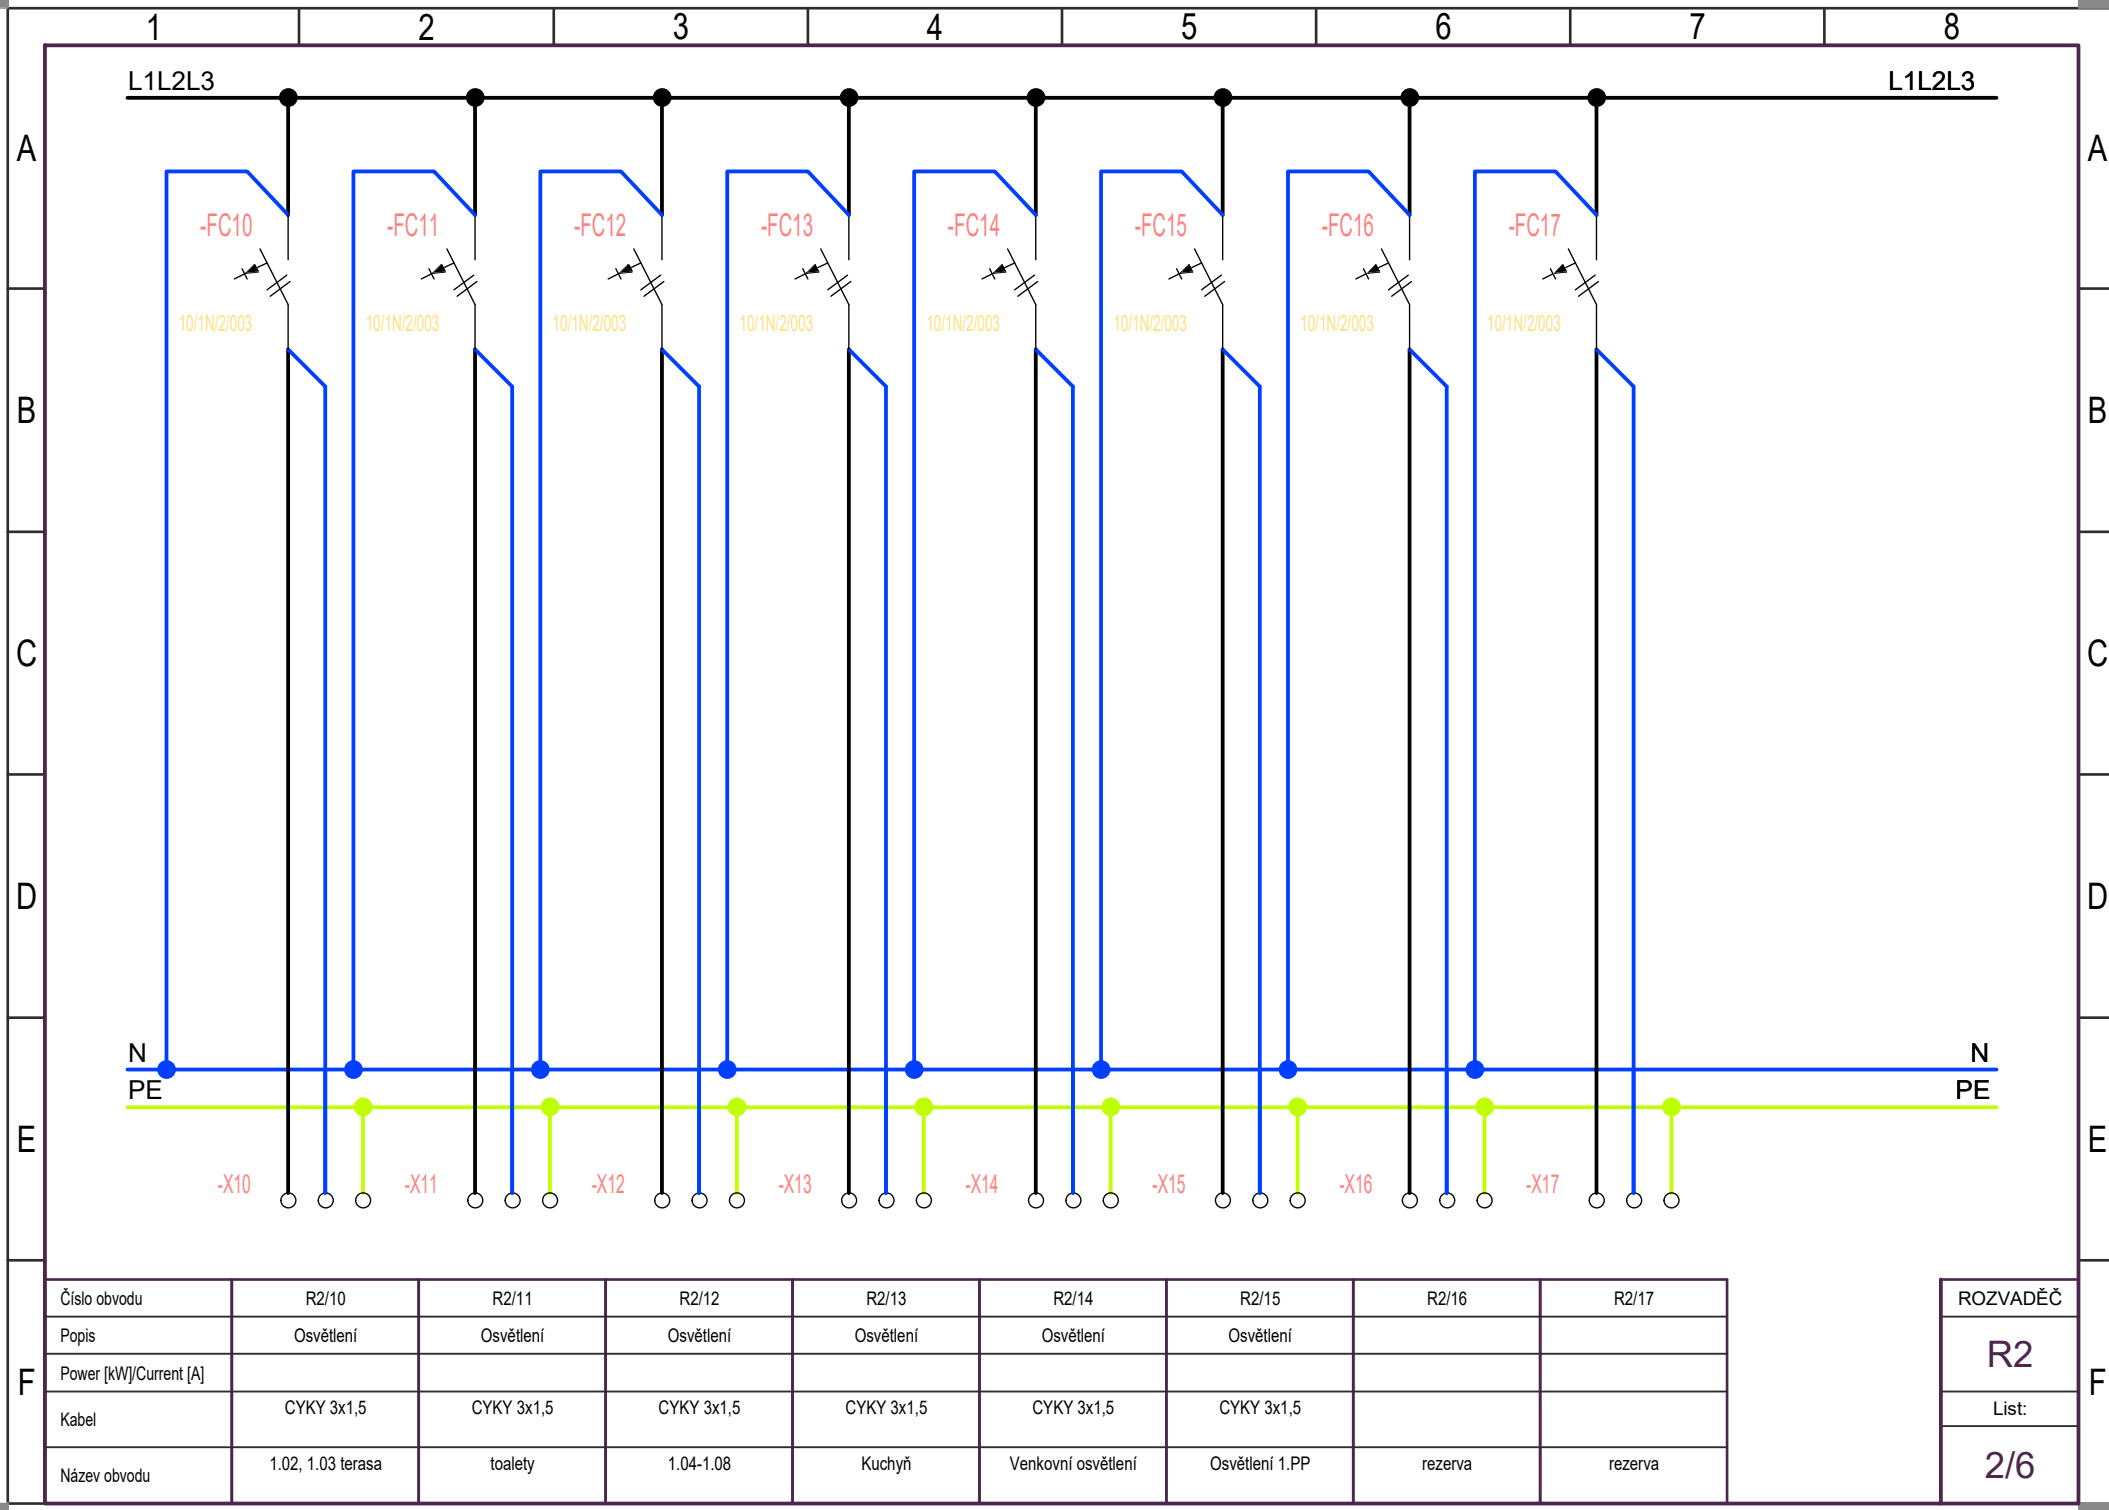 1 2 3 4 5 6 7 8
L1L2L3 L1L2L3
A A
-FC10 -FC11 -FC12 -FC13 -FC14 -FC15 -FC16 -FC17
10/1N/2/003 10/1N/2/003 10/1N/2/003 10/1N/2/003 10/1N/2/003 10/1N/2/003 10/1N/2/003 10/1N/2/003
B B
C C
D D
N N
PE PE
E E
-X10 -X11 -X12 -X13 -X14 -X15 -X16 -X17
Číslo obvodu R2/10 R2/11 R2/12 R2/13 R2/14 R2/15 R2/16 R2/17
Popis Osvětlení Osvětlení Osvětlení Osvětlení Osvětlení Osvětlení
Power [kW]/Current [A]
Kabel CYKY 3x1,5 CYKY 3x1,5 CYKY 3x1,5 CYKY 3x1,5 CYKY 3x1,5 CYKY 3x1,5
Název obvodu 1.02, 1.03 terasa toalety 1.04-1.08 Kuchyň Venkovní osvětlení Osvětlení 1.PP rezerva rezerva
F F
ROZVADĚČ
R2
List:
2/6